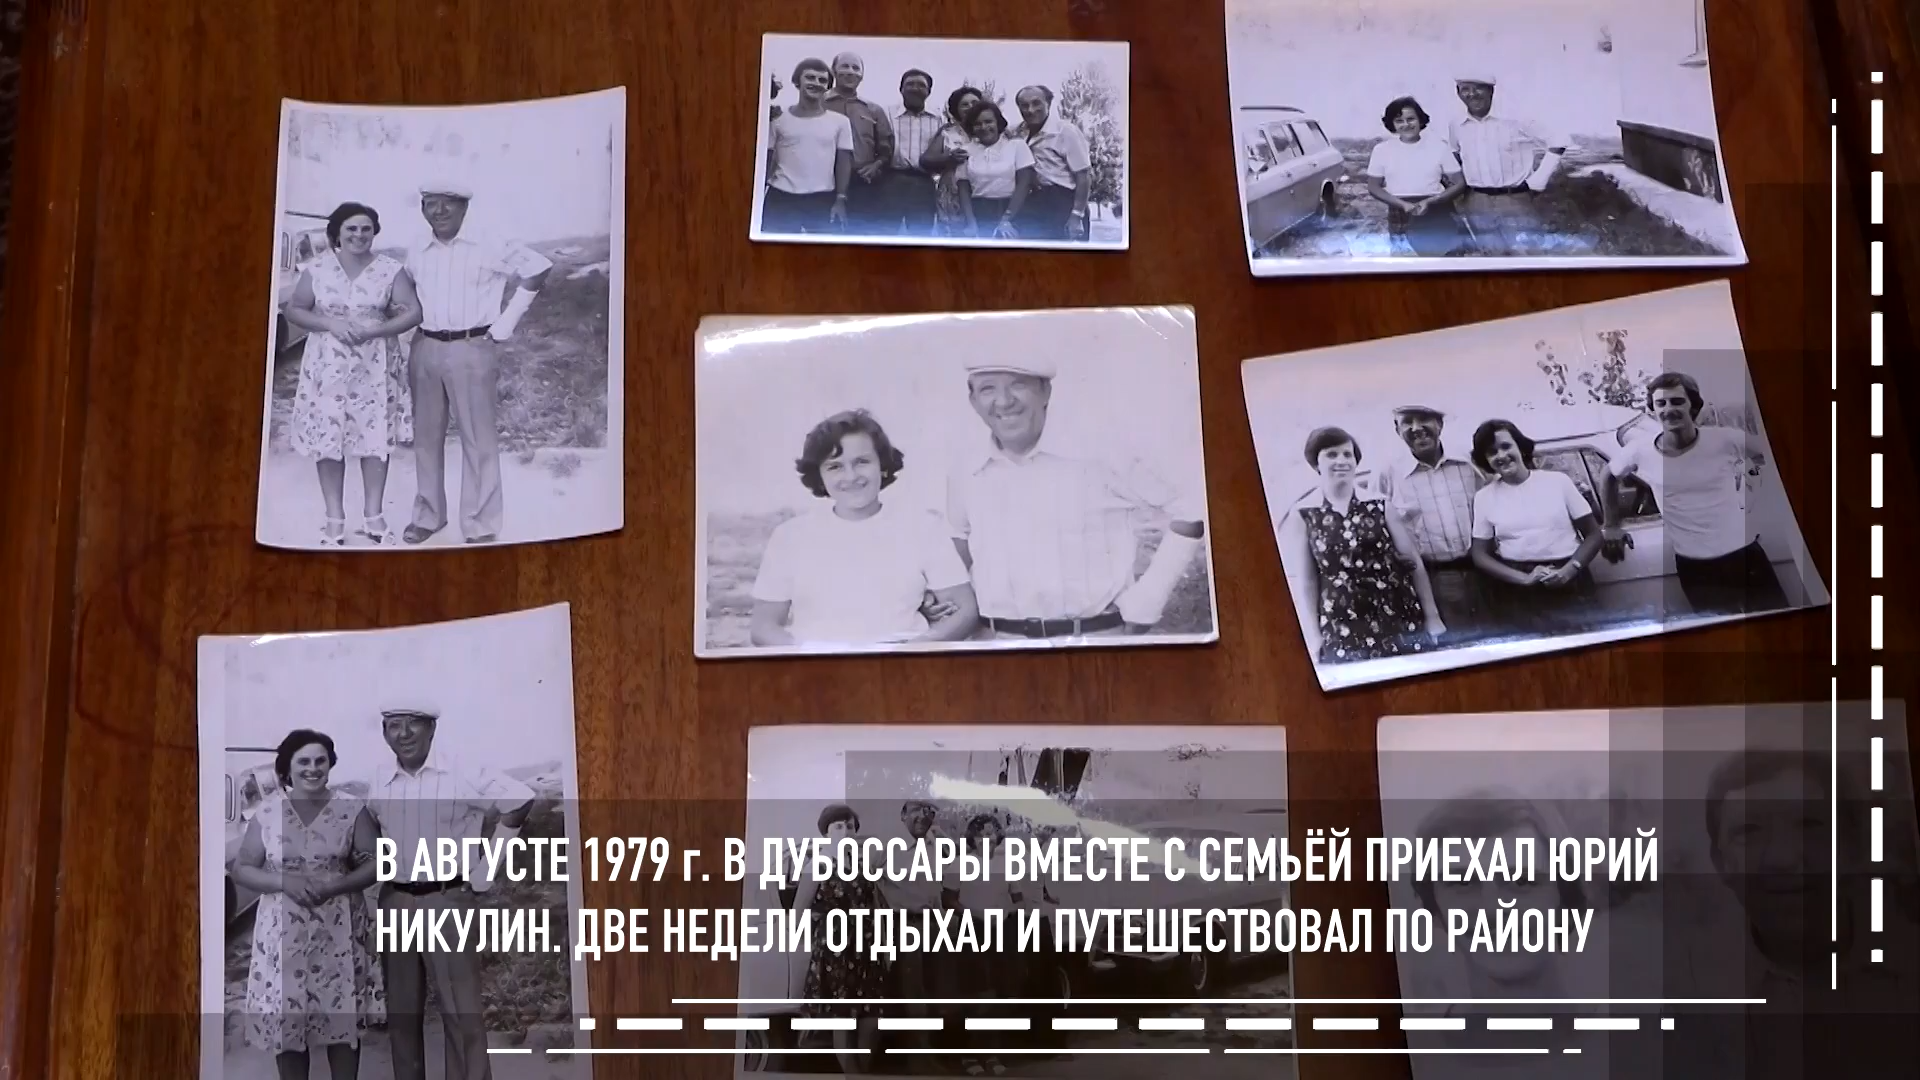 В АВГУСТЕ 1979 г. В ДУБОССАРЫ ВМЕСТЕ С СЕМЬЁЙ ПРИЕХАЛ ЮРИЙ
НИКУЛИН. ДВЕ НЕДЕЛИ ОТДЫХАЛ И ПУТЕШЕСТВОВАЛ ПО РАЙОНУ